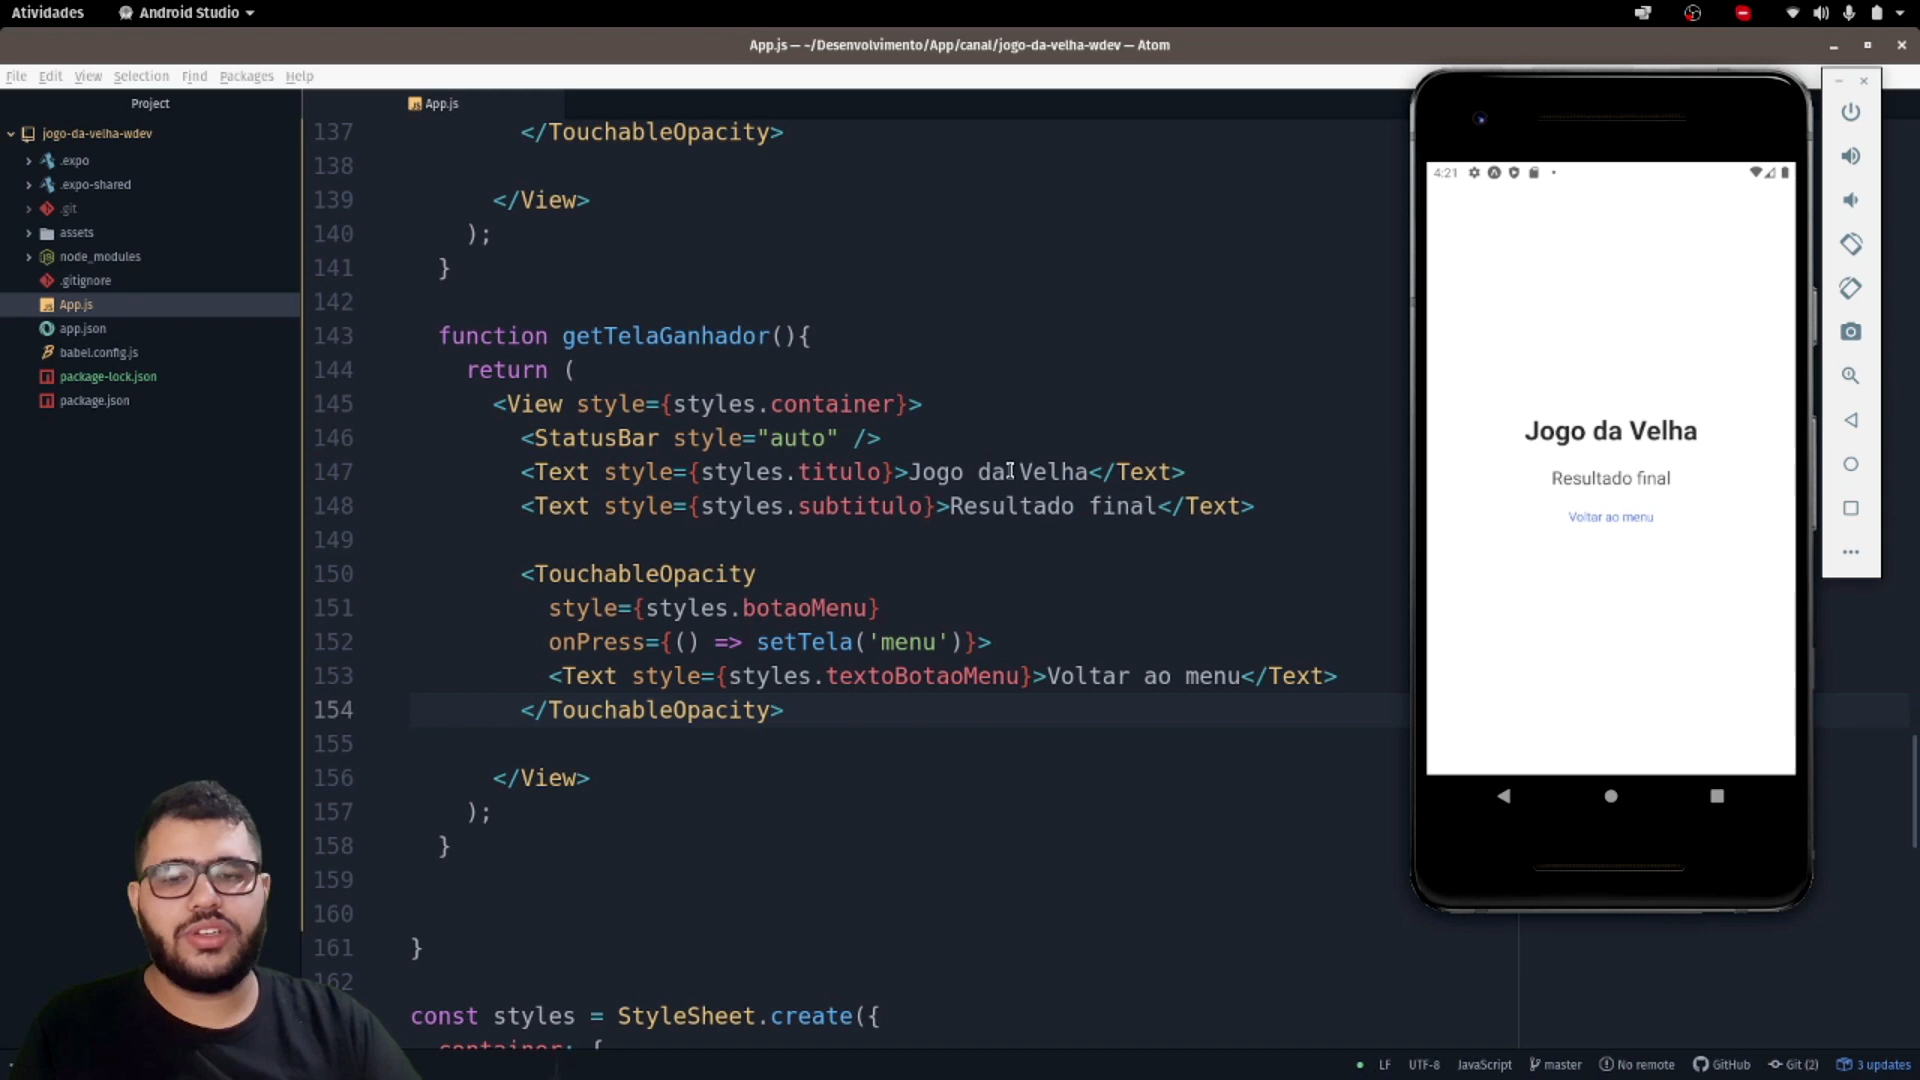 Atividades
Android Studio
App.js — ~/Desenvolvimento/App/canal/jogo-da-velha-wdev — Atom
File Edit View Selection Find Packages Help
Project
App.js
jogo-da-velha-wdev
.expo
.expo-shared
.git
assets
node_modules
.gitignore
App.js
app.json
babel.config.js
package-lock.json
package.json
137 </TouchableOpacity>
138
139 </View>
140 );
141 }
142
143 function getTelaGanhador(){
144 return (
145 <View style={styles.container}>
146 <StatusBar style="auto" />
147 <Text style={styles.titulo}>Jogo da Velha</Text>
148 <Text style={styles.subtitulo}>Resultado final</Text>
149
150 <TouchableOpacity
151 style={styles.botaoMenu}
152 onPress={() => setTela('menu')}>
153 <Text style={styles.textoBotaoMenu}>Voltar ao menu</Text>
154 </TouchableOpacity>
155
156 </View>
157 );
158 }
159
160
161 }
162
const styles = StyleSheet.create({
container: {
4:21
Jogo da Velha
Resultado final
Voltar ao menu
LF UTF-8 JavaScript master No remote GitHub Git (2) 3 updates